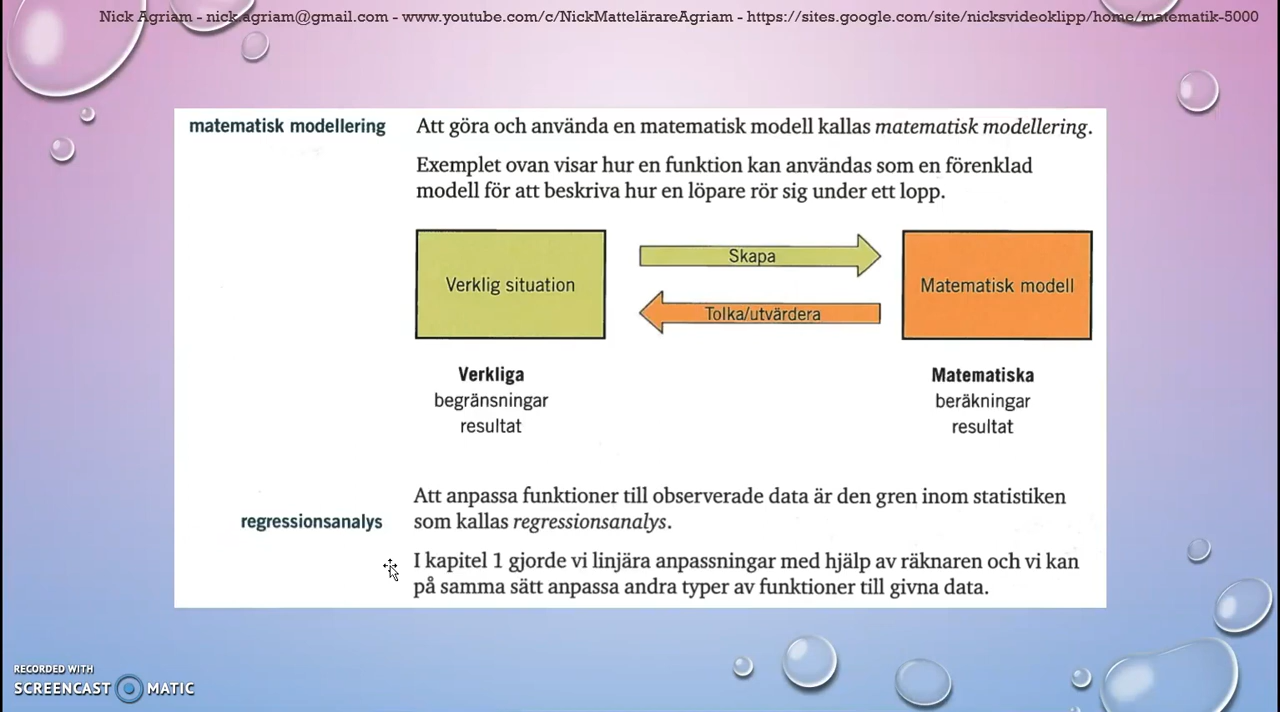 Nick Agriam - nick.agriam@gmail.com - www.youtube.com/c/NickMattelärareAgriam - https://sites.google.com/site/nicksvideoklipp/home/matematik-5000
matematisk modellering
Att göra och använda en matematisk modell kallas matematisk modellering.
Exemplet ovan visar hur en funktion kan användas som en förenklad
modell för att beskriva hur en löpare rör sig under ett lopp.
Verklig situation
Skapa
Tolka/utvärdera
Matematisk modell
Verkliga
begränsningar
resultat
Matematiska
beräkningar
resultat
regressionsanalys
Att anpassa funktioner till observerade data är den gren inom statistiken
som kallas regressionsanalys.
I kapitel 1 gjorde vi linjära anpassningar med hjälp av räknaren och vi kan
på samma sätt anpassa andra typer av funktioner till givna data.
RECORDED WITH
SCREENCAST MATIC